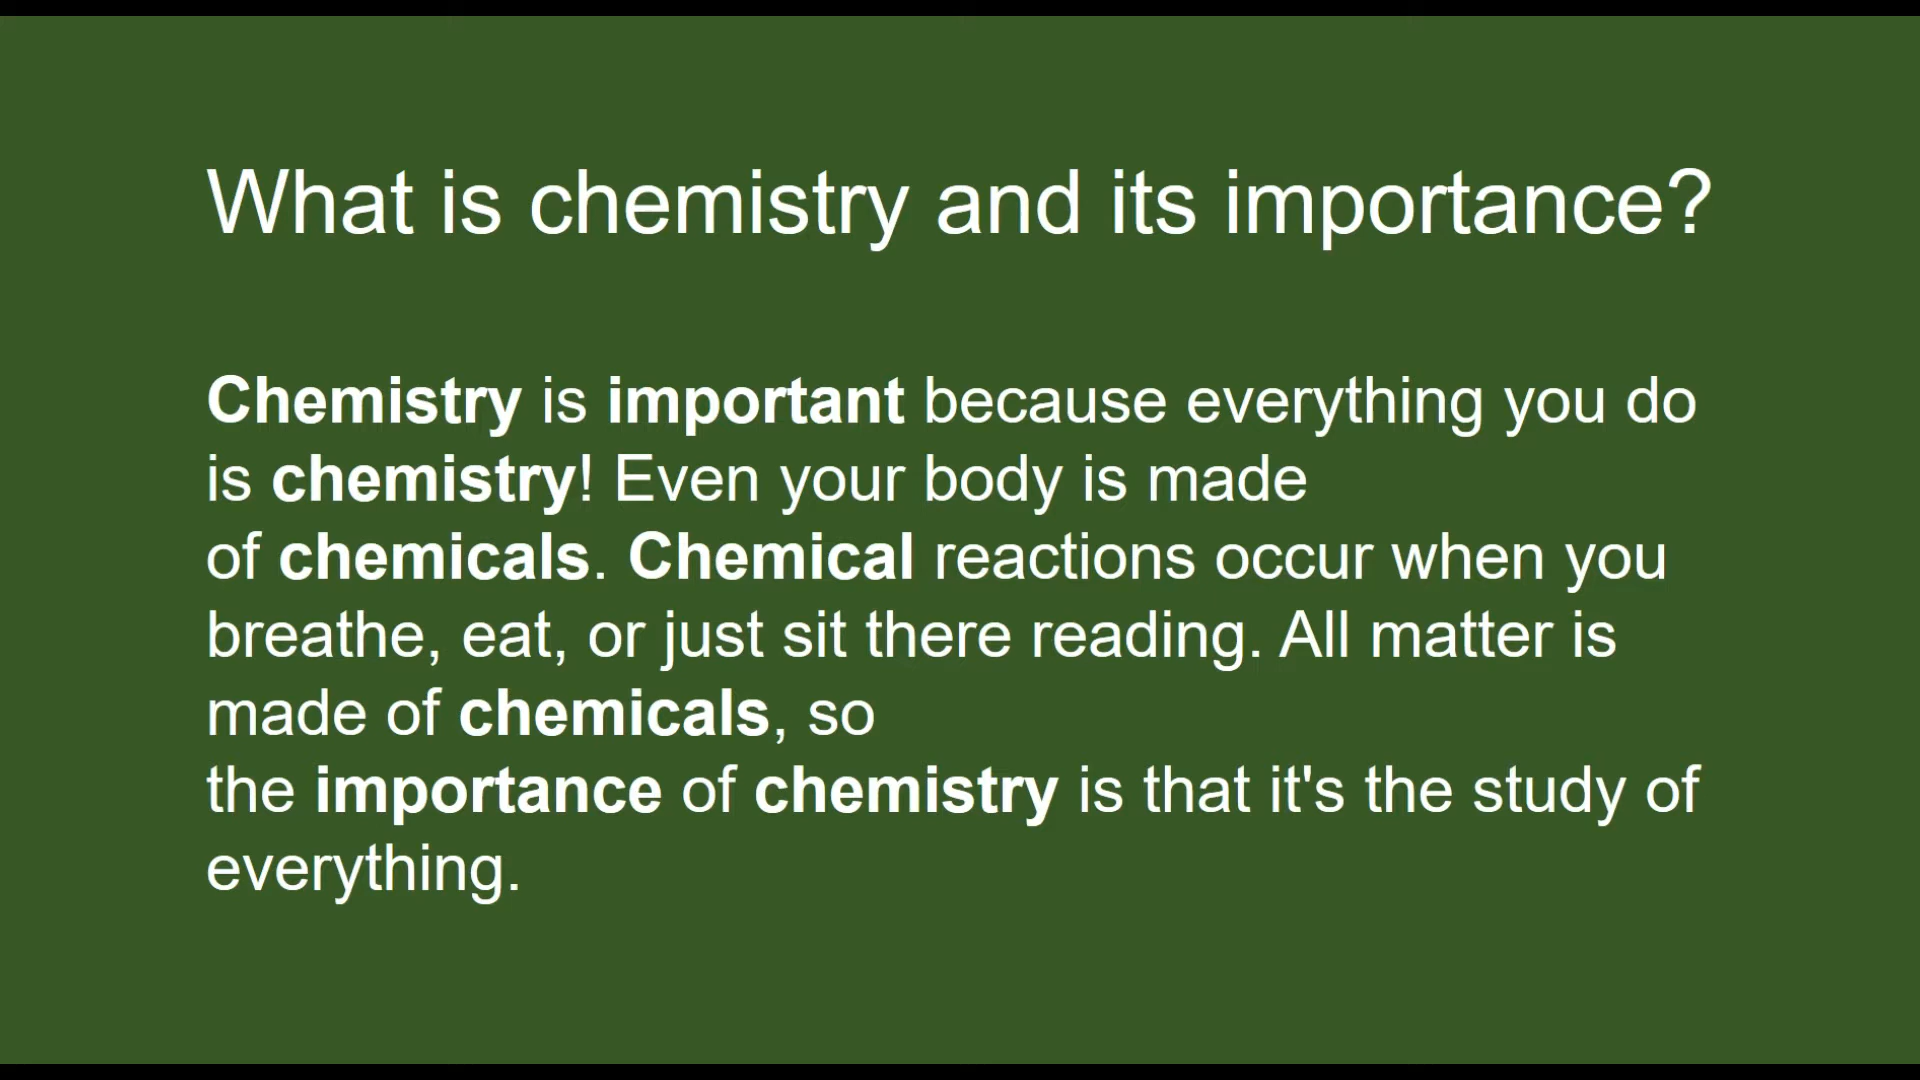 What is chemistry and its importance?
Chemistry is important because everything you do
is chemistry! Even your body is made
of chemicals. Chemical reactions occur when you
breathe, eat, or just sit there reading. All matter is
made of chemicals, so
the importance of chemistry is that it's the study of
everything.